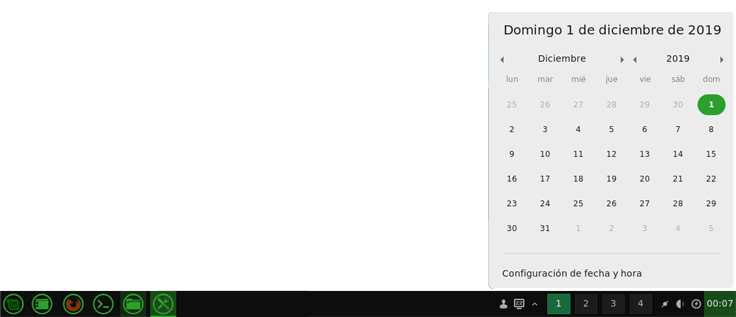 Domingo 1 de diciembre de 2019
Diciembre 2019
lun mar mié jue vie sáb dom
25 26 27 28 29 30 1
2 3 4 5 6 7 8
9 10 11 12 13 14 15
16 17 18 19 20 21 22
23 24 25 26 27 28 29
30 31 1 2 3 4 5
Configuración de fecha y hora
1 2 3 4 00:07